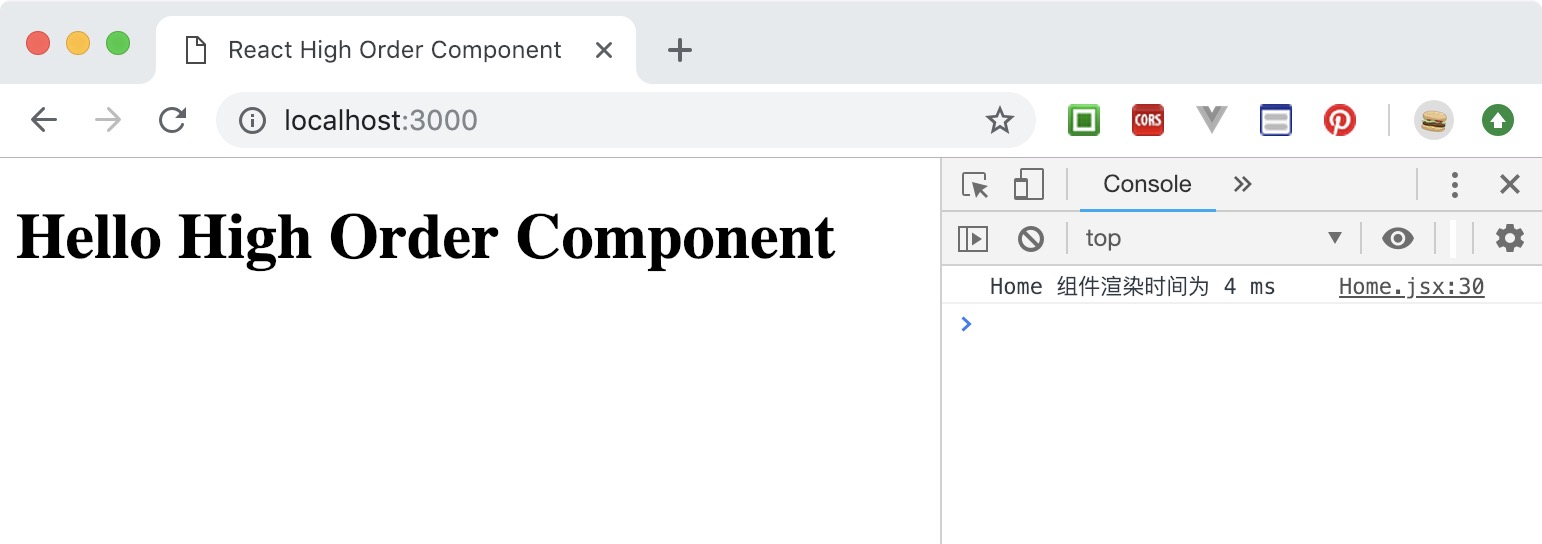 React High Order Component
localhost:3000
CORS
Hello High Order Component
Console
top
Home 组件渲染时间为 4 ms Home.jsx:30